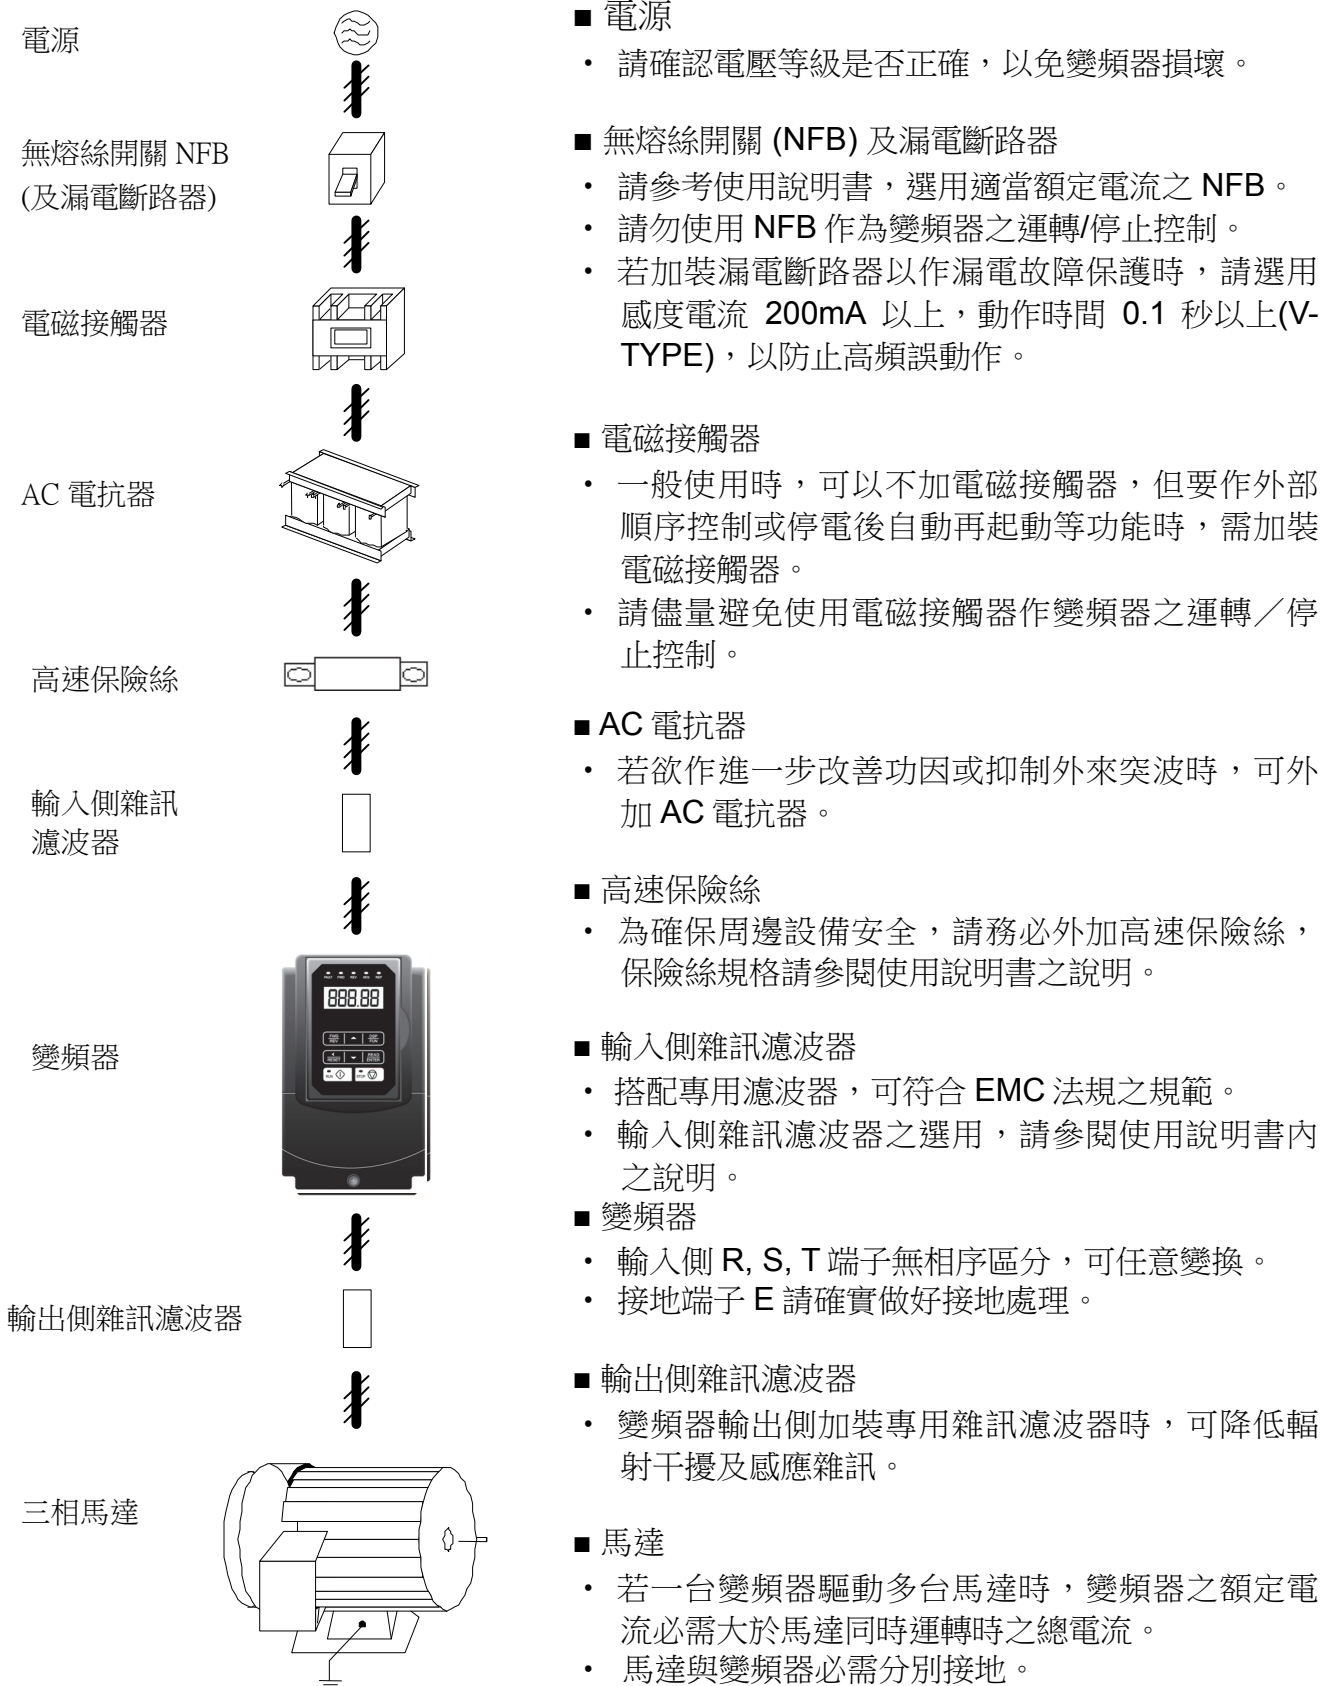 電源
無熔絲開關 NFB
(及漏電斷路器)
電磁接觸器
AC 電抗器
高速保險絲
輸入側雜訊
濾波器
888.88
FWD
REV
DSP
FUN
RESET
READ
ENTER
RUN
STOP
變頻器
輸出側雜訊濾波器
三相馬達
■ 電源
• 請確認電壓等級是否正確，以免變頻器損壞。
■ 無熔絲開關 (NFB) 及漏電斷路器
• 請參考使用說明書，選用適當額定電流之 NFB。
• 請勿使用 NFB 作為變頻器之運轉/停止控制。
• 若加裝漏電斷路器以作漏電故障保護時，請選用
感度電流 200mA 以上，動作時間 0.1 秒以上(V-
TYPE)，以防止高頻誤動作。
■ 電磁接觸器
• 一般使用時，可以不加電磁接觸器，但要作外部
順序控制或停電後自動再起動等功能時，需加裝
電磁接觸器。
• 請儘量避免使用電磁接觸器作變頻器之運轉／停
止控制。
■ AC 電抗器
• 若欲作進一步改善功因或抑制外來突波時，可外
加 AC 電抗器。
■ 高速保險絲
• 為確保周邊設備安全，請務必外加高速保險絲，
保險絲規格請參閱使用說明書之說明。
■ 輸入側雜訊濾波器
• 搭配專用濾波器，可符合 EMC 法規之規範。
• 輸入側雜訊濾波器之選用，請參閱使用說明書內
之說明。
■ 變頻器
• 輸入側 R, S, T 端子無相序區分，可任意變換。
• 接地端子 E 請確實做好接地處理。
■ 輸出側雜訊濾波器
• 變頻器輸出側加裝專用雜訊濾波器時，可降低輻
射干擾及感應雜訊。
■ 馬達
• 若一台變頻器驅動多台馬達時，變頻器之額定電
流必需大於馬達同時運轉時之總電流。
• 馬達與變頻器必需分別接地。